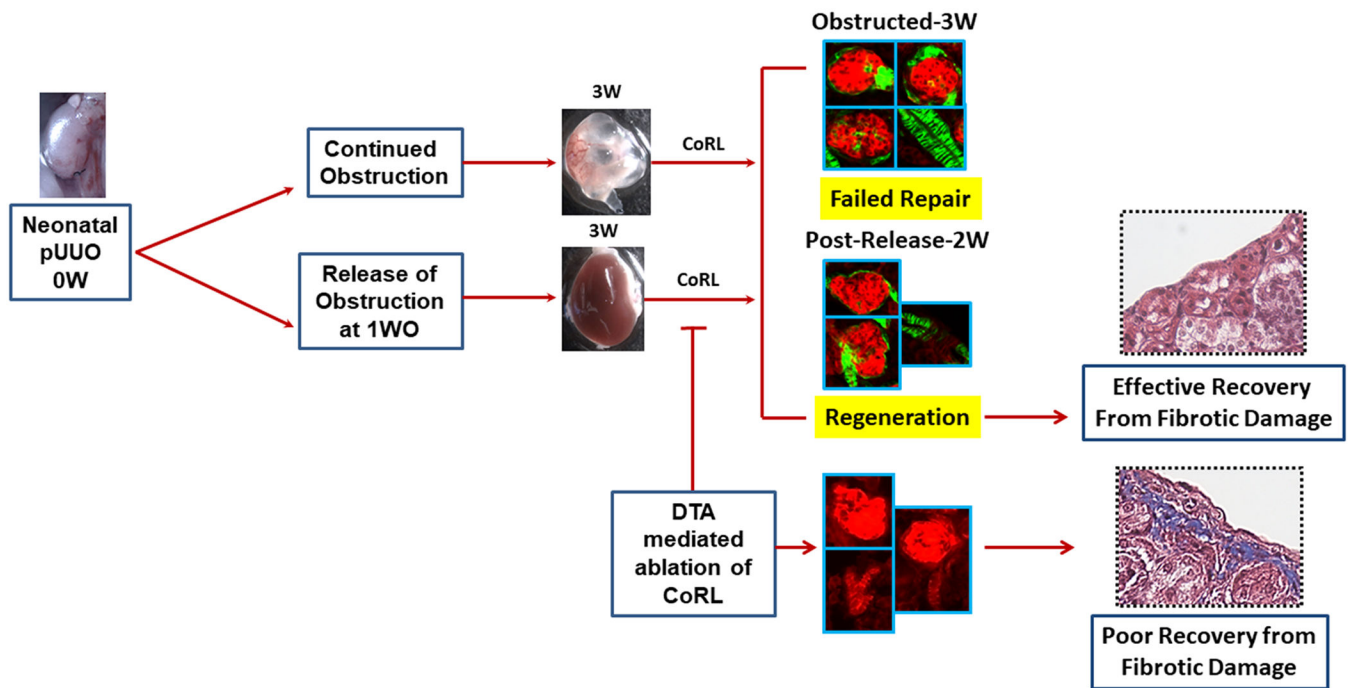 Neonatal
pUUO
0W
Continued
Obstruction
Release of
Obstruction
at 1WO
3W
CoRL
3W
CoRL
Obstructed-3W
Failed Repair
Post-Release-2W
Regeneration
Effective Recovery
From Fibrotic Damage
DTA
mediated
ablation of
CoRL
Poor Recovery from
Fibrotic Damage